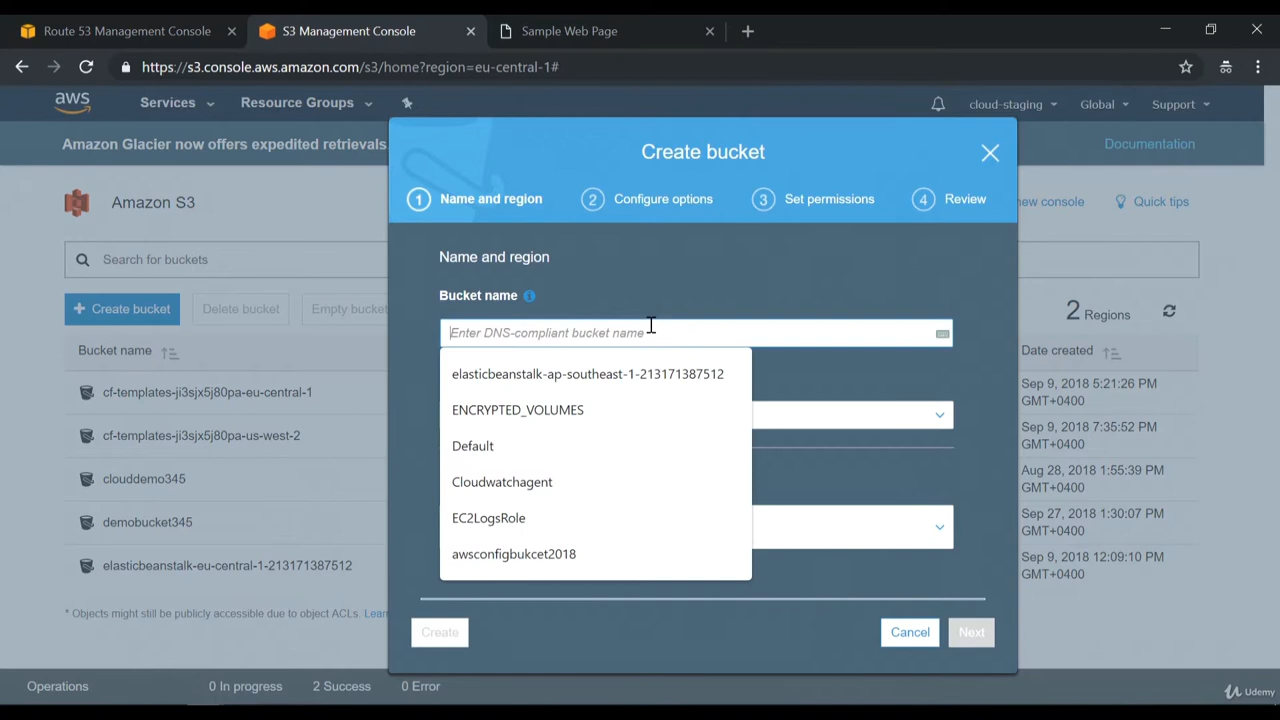 Route 53 Management Console
S3 Management Console
Sample Web Page
https://s3.console.aws.amazon.com/s3/home?region=eu-central-1#
aws
Services
Resource Groups
cloud-staging
Global
Support
Amazon Glacier now offers expedited retrievals.
Documentation
Create bucket
1 Name and region
2 Configure options
3 Set permissions
4 Review
Amazon S3
new console
Quick tips
Name and region
Search for buckets
Bucket name
Create bucket
Delete bucket
Empty bucket
2 Regions
Enter DNS-compliant bucket name
Bucket name
Date created
elasticbeanstalk-ap-southeast-1-213171387512
ENCRYPTED_VOLUMES
Default
Cloudwatchagent
EC2LogsRole
awsconfigbukcet2018
cf-templates-ji3sjx5j80pa-eu-central-1
Sep 9, 2018 5:21:26 PM
GMT+0400
cf-templates-ji3sjx5j80pa-us-west-2
Sep 9, 2018 7:35:52 PM
GMT+0400
clouddemo345
Aug 28, 2018 1:55:39 PM
GMT+0400
demobucket345
Sep 27, 2018 1:30:07 PM
GMT+0400
elasticbeanstalk-eu-central-1-213171387512
Sep 9, 2018 12:09:10 PM
GMT+0400
* Objects might still be publicly accessible due to object ACLs. Lear
Create
Cancel
Next
Operations
0 In progress
2 Success
0 Error
Udemy